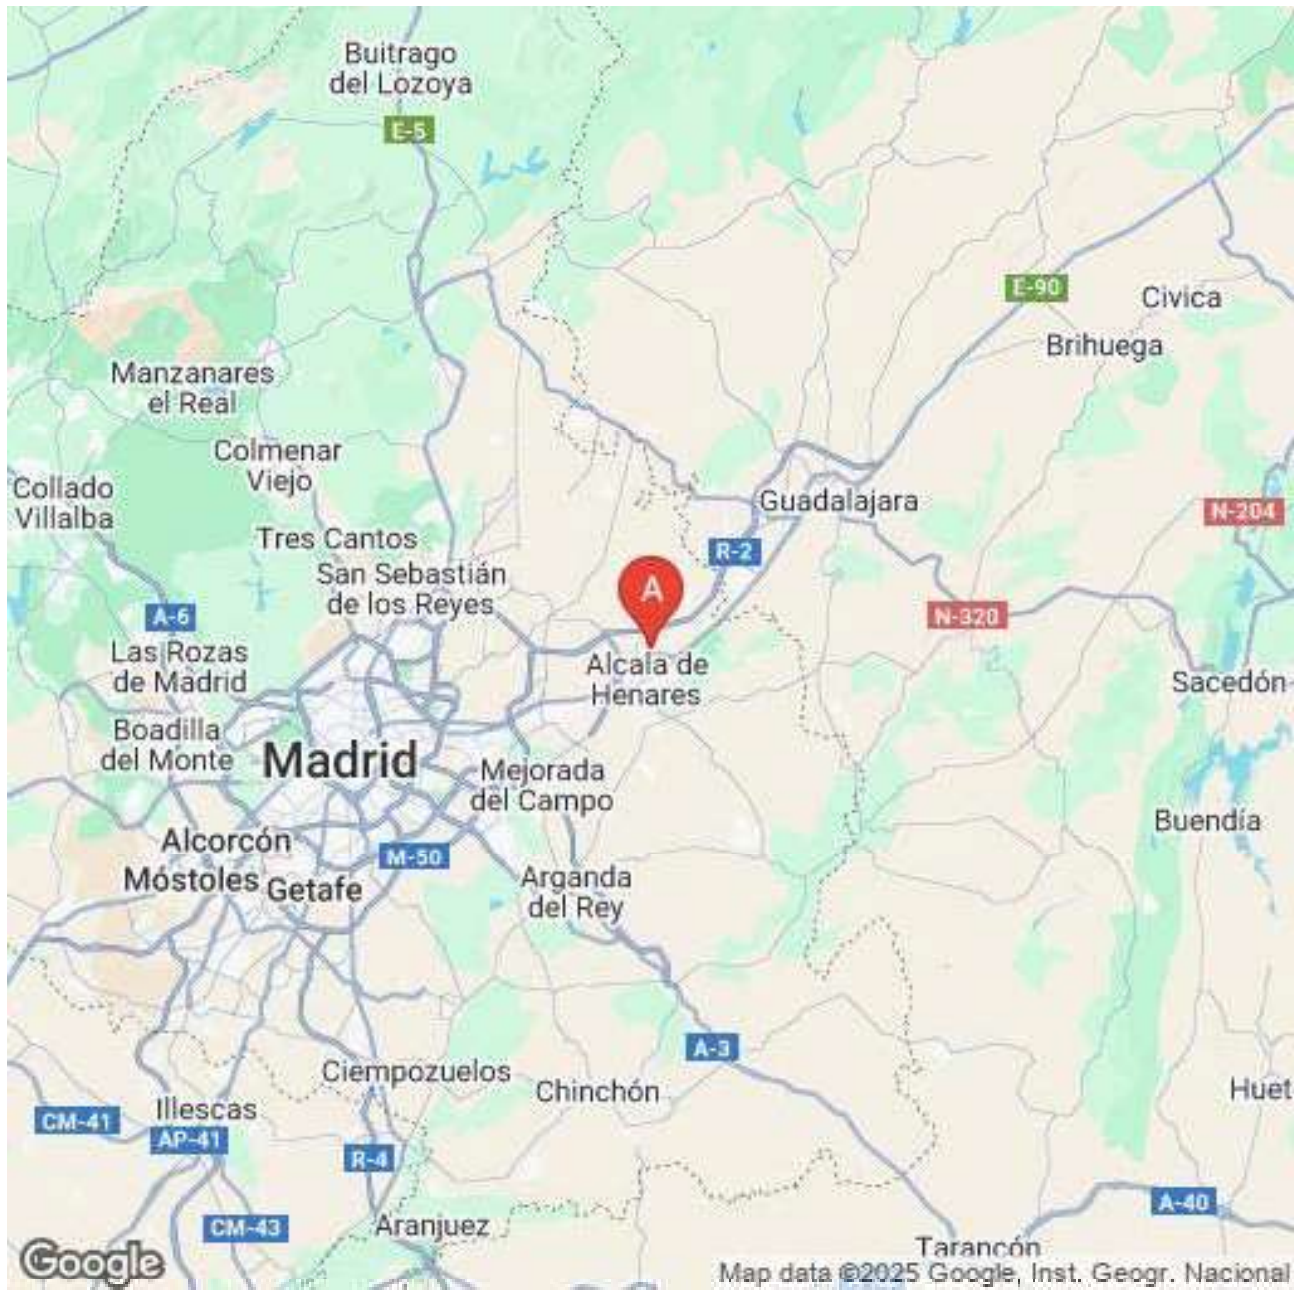 Buitrago
del Lozoya
E-5
E-90
Civica
Brihuega
Manzanares
el Real
Colmenar
Viejo
Collado
Villalba
Guadalajara
N-204
Tres Cantos
R-2
San Sebastián
de los Reyes
A
A-6
N-320
Las Rozas
de Madrid
Alcala de
Henares
Sacedón
Boadilla
del Monte
Madrid
Mejorada
del Campo
Buendía
Alcorcón
M-50
Móstoles
Getafe
Arganda
del Rey
A-3
Ciempozuelos
Chinchón
Huet
Illescas
CM-41
AP-41
R-4
A-40
CM-43
Aranjuez
Tarancón
Google
Map data ©2025 Google, Inst. Geogr. Nacional